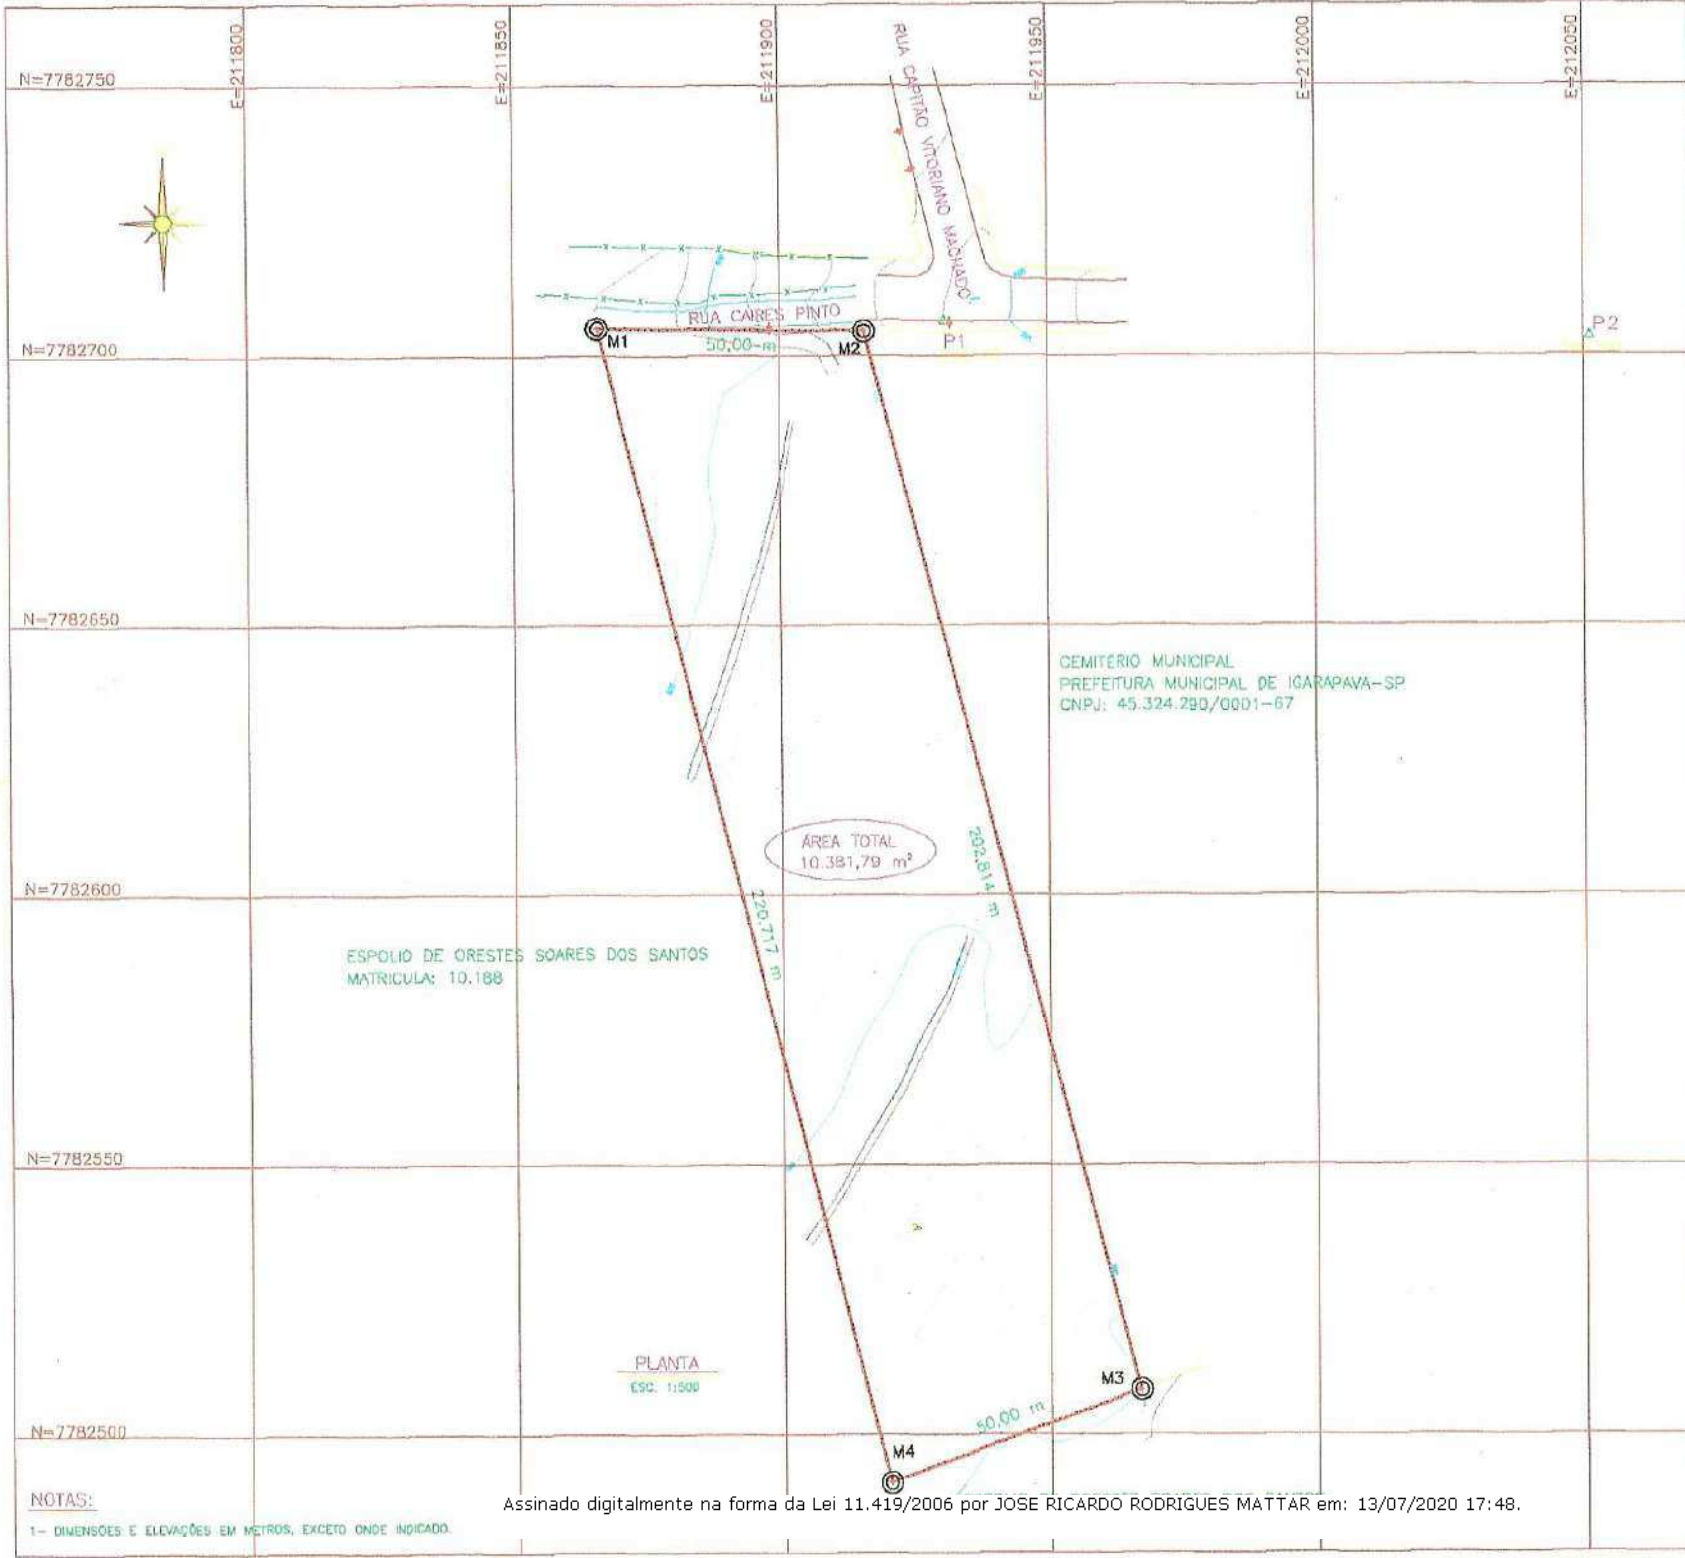 E=211800
E=211850
E=211900
E=211950
E=212000
E=212050
N=7782750
RUA CAPITÃO VITORIANO MACHADO
RUA CAIRES PINTO
P2
M1
50,00 m
M2
P1
N=7782700
N=7782650
CEMITÉRIO MUNICIPAL
PREFEITURA MUNICIPAL DE IGARAPAVA-SP
CNPJ: 45.324.290/0001-67
ÁREA TOTAL
10.381,79 m²
202,814 m
220,717 m
N=7782600
ESPOLIO DE ORESTES SOARES DOS SANTOS
MATRICULA: 10.188
N=7782550
PLANTA
ESC. 1:500
M3
50,00 m
N=7782500
M4
NOTAS:
Assinado digitalmente na forma da Lei 11.419/2006 por JOSE RICARDO RODRIGUES MATTAR em: 13/07/2020 17:48.
1- DIMENSÕES E ELEVAÇÕES EM METROS, EXCETO ONDE INDICADO.